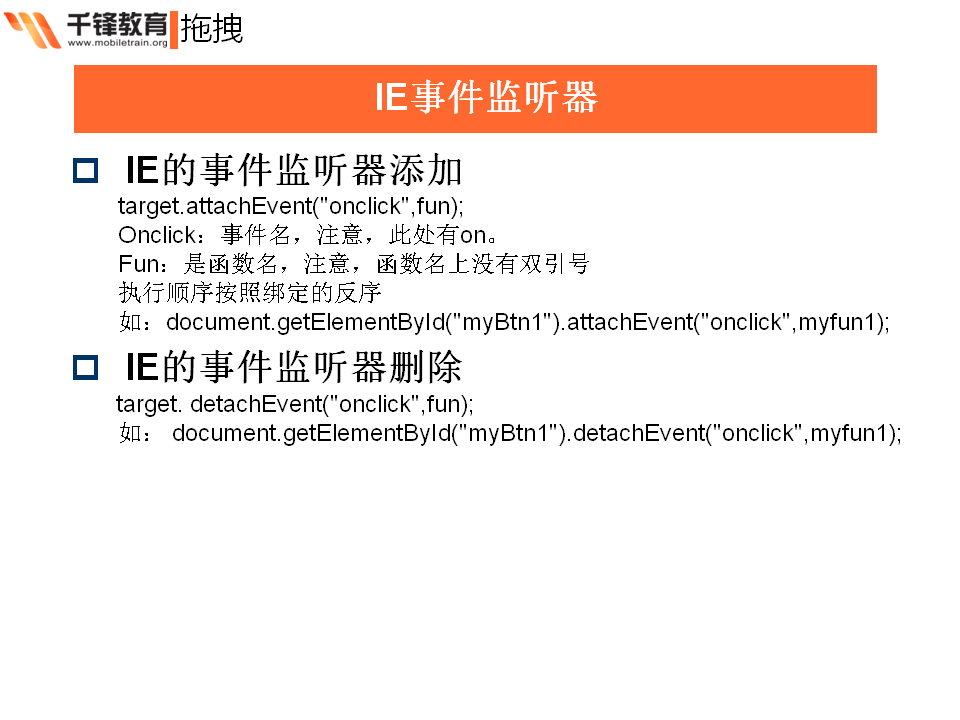 千锋教育 拖拽
www.mobiletrain.org
IE事件监听器
IE的事件监听器添加
target.attachEvent("onclick",fun);
Onclick：事件名，注意，此处有on。
Fun：是函数名，注意，函数名上没有双引号
执行顺序按照绑定的反序
如：document.getElementById("myBtn1").attachEvent("onclick",myfun1);
IE的事件监听器删除
target. detachEvent("onclick",fun);
如： document.getElementById("myBtn1").detachEvent("onclick",myfun1);